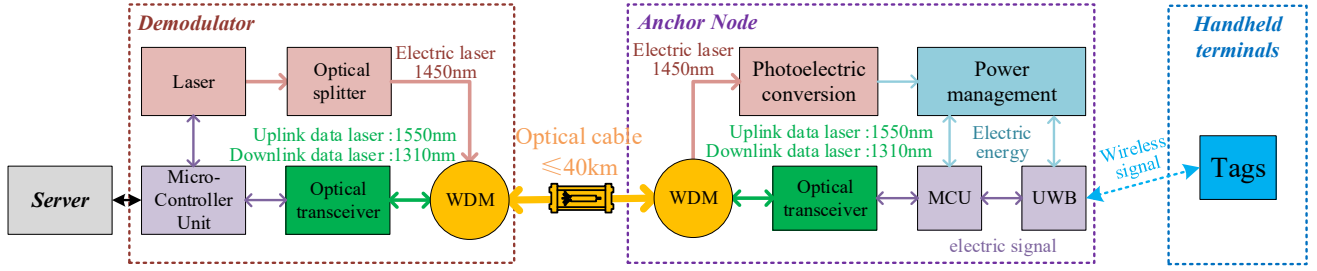 Demodulator
Laser
Optical
splitter
Electric laser
1450nm
Uplink data laser :1550nm
Downlink data laser :1310nm
Server
Micro-
Controller
Unit
Optical
transceiver
WDM
Optical cable
≤40km
Anchor Node
Electric laser
1450nm
Photoelectric
conversion
Power
management
Uplink data laser :1550nm
Downlink data laser :1310nm
Electric
energy
WDM
Optical
transceiver
MCU
UWB
electric signal
Wireless
signal
Handheld
terminals
Tags